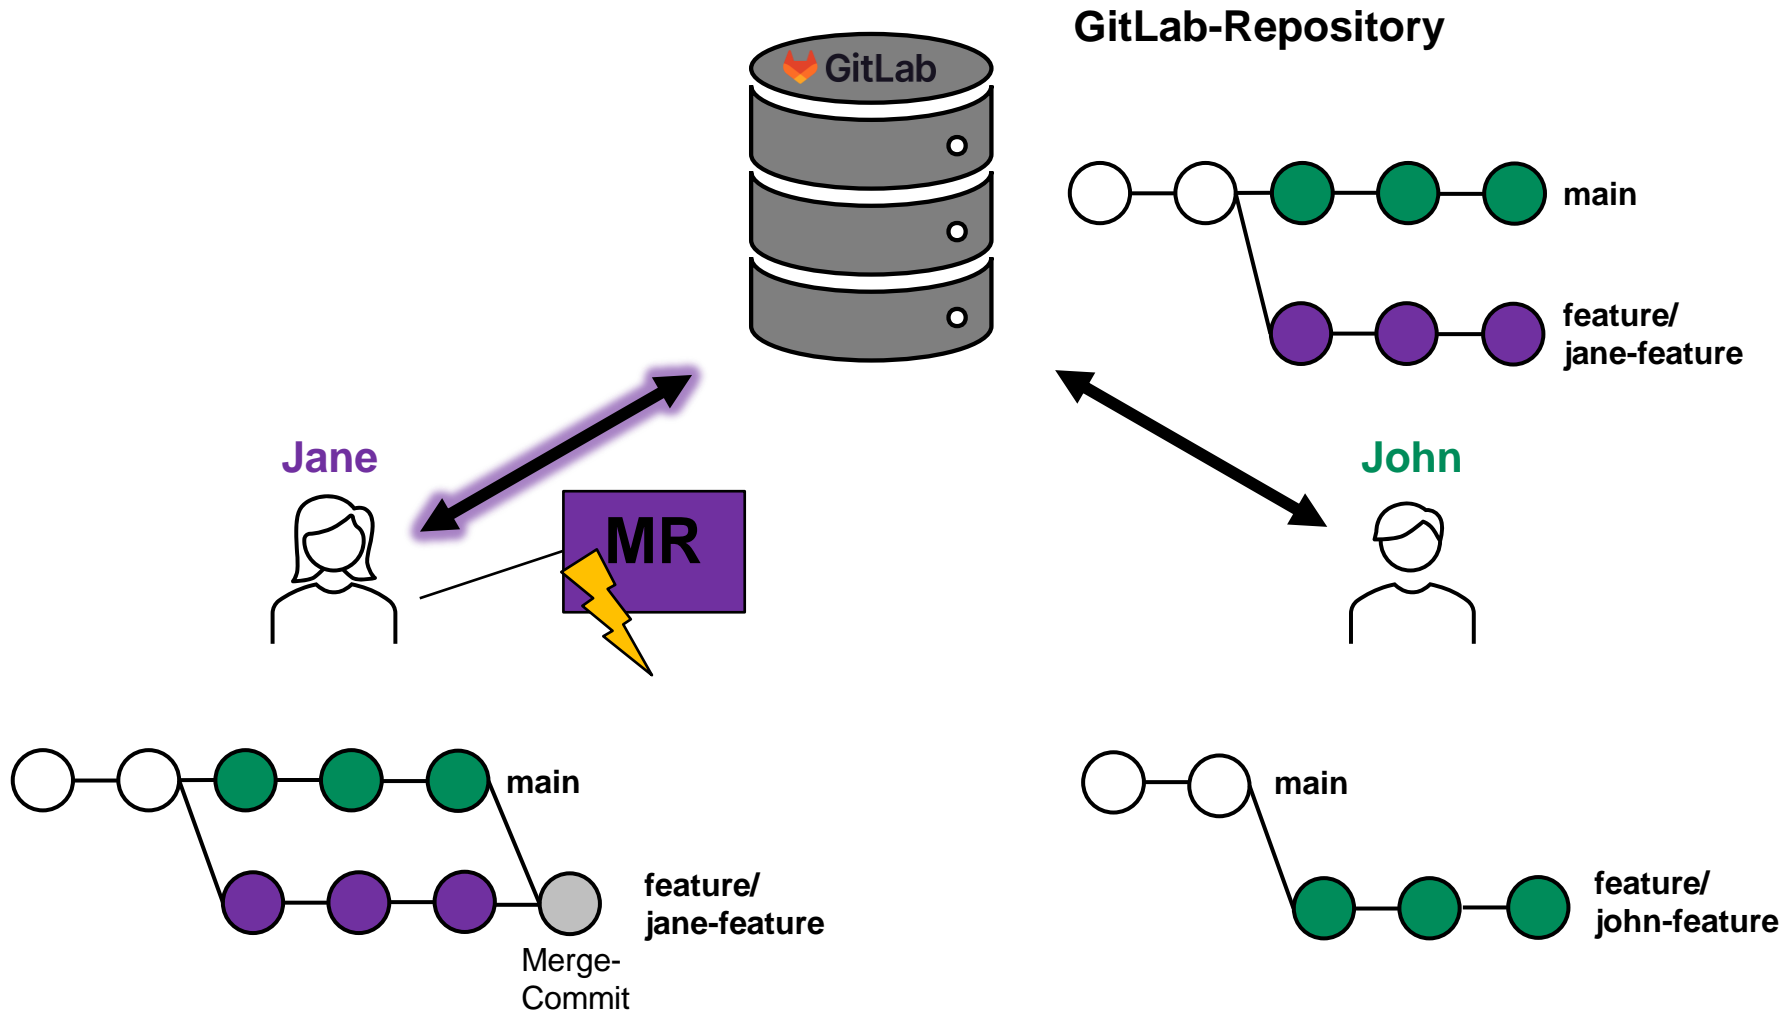 GitLab-Repository
GitLab
main
feature/
jane-feature
Jane
John
MR
main
feature/
jane-feature
Merge-
Commit
main
feature/
john-feature